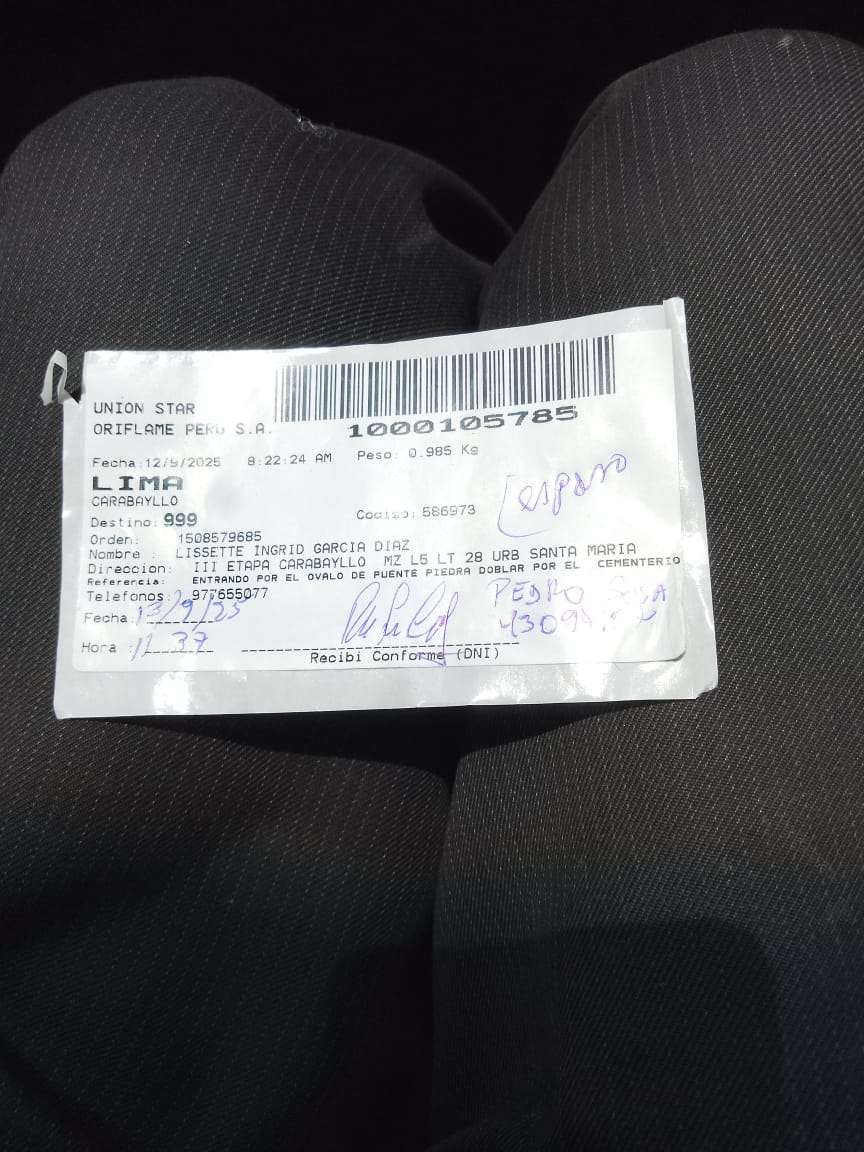 UNION STAR
ORIFLAME PERU S.A.
1000105785
Fecha:12/9/2025 8:22:24 AM Peso: 0.985 Kg
LIMA
CARABAYLLO
Destino: 999 Codigo: 586973
esposo
Orden: 1508579685
Nombre : LISSETTE INGRID GARCIA DIAZ
Direccion: III ETAPA CARABAYLLO MZ L5 LT 28 URB SANTA MARIA
Referencia: ENTRANDO POR EL OVALO DE PUENTE PIEDRA DOBLAR POR EL CEMENTERIO
Telefonos: 977655077
PEDRO SOSA
Fecha: 13/9/25
Hora : 11 37
Recibi Conforme (DNI)